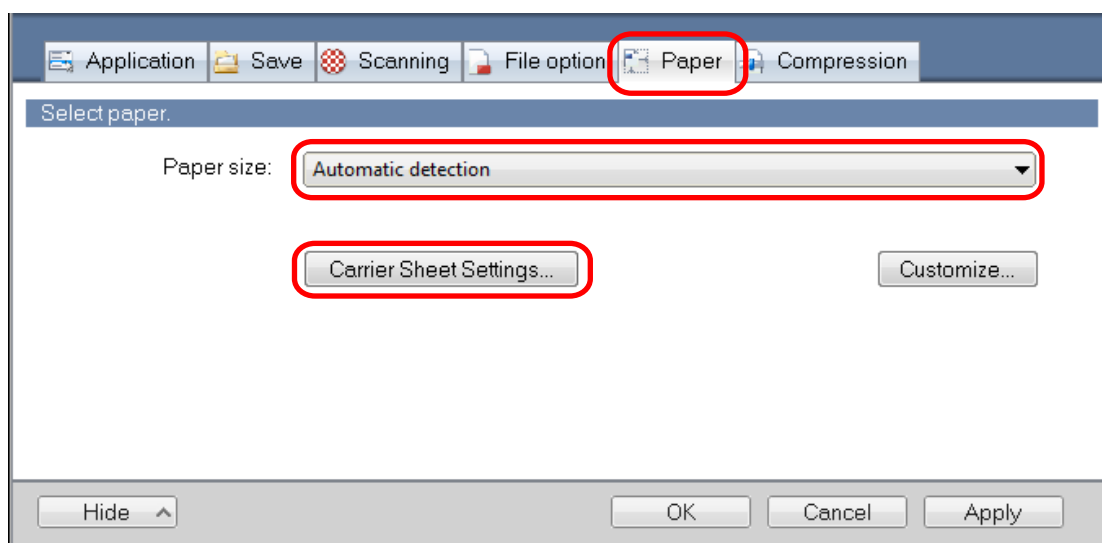 Application Save Scanning File option Paper Compression
Select paper.
Paper size: Automatic detection
Carrier Sheet Settings... Customize...
Hide OK Cancel Apply